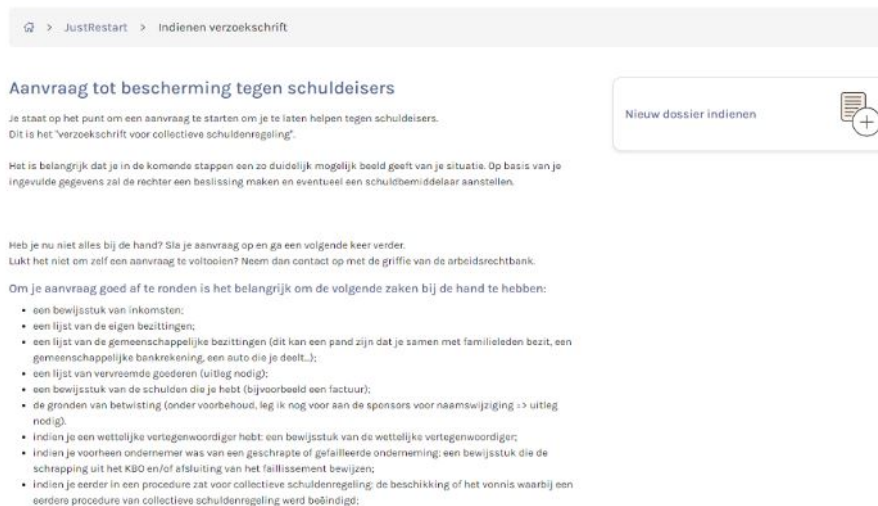 > JustRestart > Indienen verzoekschrift
Aanvraag tot bescherming tegen schuldeisers
Nieuw dossier indienen
Je staat op het punt om een aanvraag te starten om je te laten helpen tegen schuldeisers.
Dit is het "verzoekschrift voor collectieve schuldenregeling".
Het is belangrijk dat je in de komende stappen een zo duidelijk mogelijk beeld geeft van je situatie. Op basis van je
ingevulde gegevens zal de rechter een beslissing maken en eventueel een schuldbemiddelaar aanstellen.
Heb je nu niet alles bij de hand? Sla je aanvraag op en ga een volgende keer verder.
Lukt het niet om zelf een aanvraag te voltooien? Neem dan contact op met de griffie van de arbeidsrechtbank.
Om je aanvraag goed af te ronden is het belangrijk om de volgende zaken bij de hand te hebben:
• een bewijsstuk van inkomsten;
• een lijst van de eigen bezittingen;
• een lijst van de gemeenschappelijke bezittingen (dit kan een pand zijn dat je samen met familieleden bezit, een
gemeenschappelijke bankrekening, een auto die je deelt...);
• een lijst van vervreemde goederen (uitleg nodig);
• een bewijsstuk van de schulden die je hebt (bijvoorbeeld een factuur);
• de gronden van betwisting (onder voorbehoud, leg ik nog voor aan de sponsors voor naamswijziging => uitleg
nodig).
• indien je een wettelijke vertegenwoordiger hebt: een bewijsstuk van de wettelijke vertegenwoordiger;
• indien je voorheen ondernemer was van een geschrapte of gefailleerde onderneming: een bewijsstuk die de
schrapping uit het KBO en/of afsluiting van het faillissement bewijzen;
• indien je eerder in een procedure zat voor collectieve schuldenregeling: de beschikking of het vonnis waarbij een
eerdere procedure van collectieve schuldenregeling werd beëindigd;